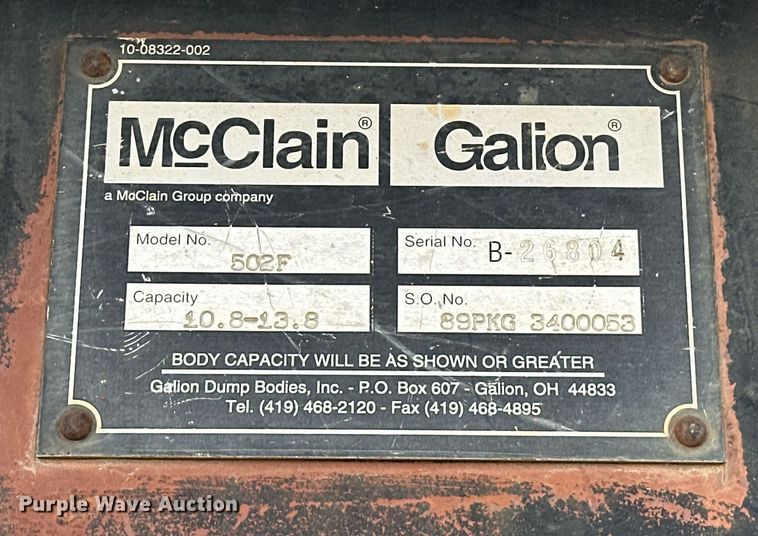 10-08322-002
McClain® Galion®
a McClain Group company
Model No. 502F
Serial No. B-26804
Capacity 10.8-13.8
S.O. No. 89PKG 3400053
BODY CAPACITY WILL BE AS SHOWN OR GREATER
Galion Dump Bodies, Inc. - P.O. Box 607 - Galion, OH 44833
Tel. (419) 468-2120 - Fax (419) 468-4895
Purple Wave Auction